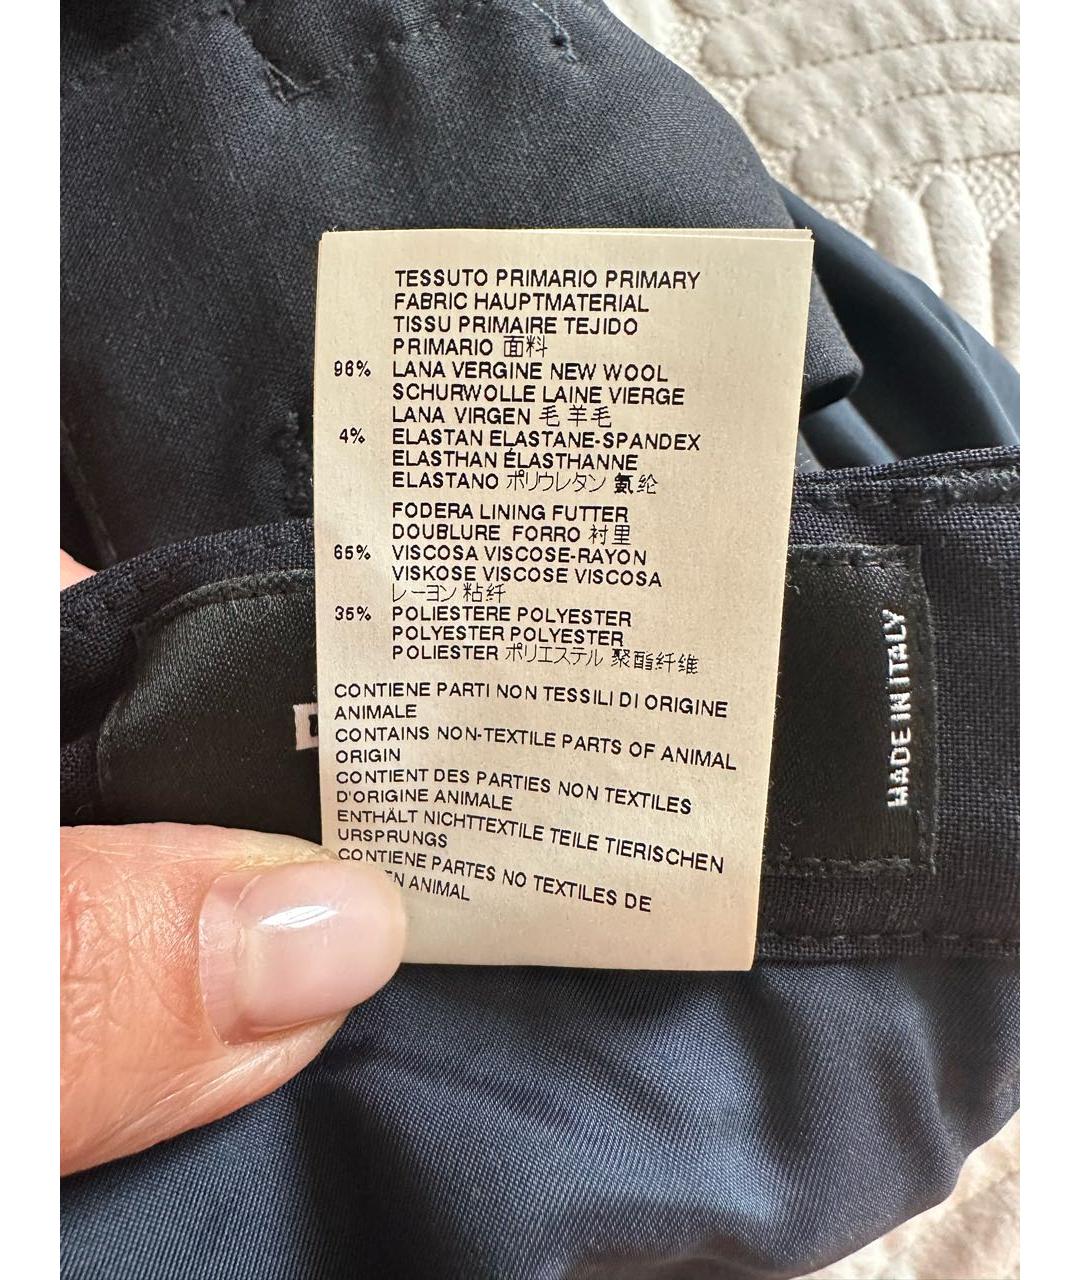 TESSUTO PRIMARIO PRIMARY
FABRIC HAUPTMATERIAL
TISSU PRIMAIRE TEJIDO
PRIMARIO 面料
96% LANA VERGINE NEW WOOL
SCHURWOLLE LAINE VIERGE
LANA VIRGEN 毛 羊毛
4% ELASTAN ELASTANE-SPANDEX
ELASTHAN ÉLASTHANNE
ELASTANO ポリウレタン 氨纶
FODERA LINING FUTTER
DOUBLURE FORRO 衬里
65% VISCOSA VISCOSE-RAYON
VISKOSE VISCOSE VISCOSA
レーヨン 粘纤
35% POLIESTERE POLYESTER
POLYESTER POLYESTER
POLIESTER ポリエステル 聚酯纤维
CONTIENE PARTI NON TESSILI DI ORIGINE
ANIMALE
CONTAINS NON-TEXTILE PARTS OF ANIMAL
ORIGIN
CONTIENT DES PARTIES NON TEXTILES
D'ORIGINE ANIMALE
ENTHÄLT NICHTTEXTILE TEILE TIERISCHEN
URSPRUNGS
CONTIENE PARTES NO TEXTILES DE
ANIMAL
MADE IN ITALY